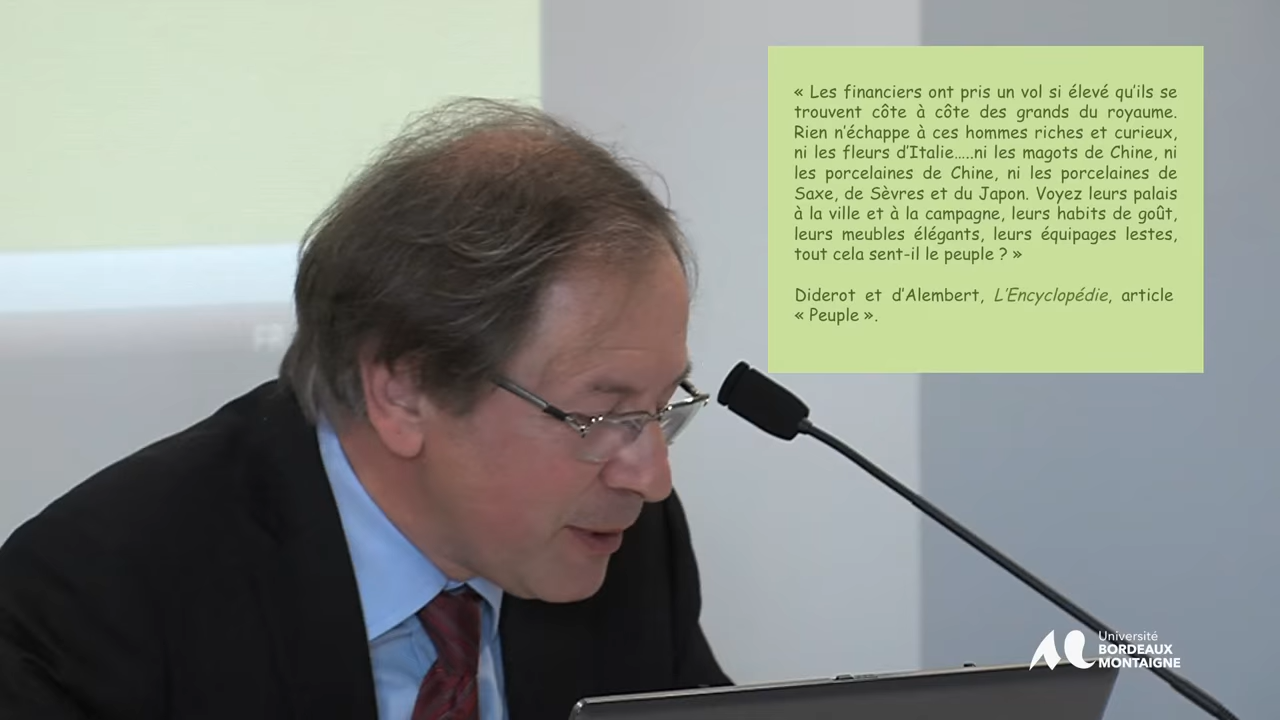 « Les financiers ont pris un vol si élevé qu'ils se
trouvent côte à côte des grands du royaume.
Rien n'échappe à ces hommes riches et curieux,
ni les fleurs d'Italie.....ni les magots de Chine, ni
les porcelaines de Chine, ni les porcelaines de
Saxe, de Sèvres et du Japon. Voyez leurs palais
à la ville et à la campagne, leurs habits de goût,
leurs meubles élégants, leurs équipages lestes,
tout cela sent-il le peuple ? »
Diderot et d'Alembert, L'Encyclopédie, article
« Peuple ».
Université
BORDEAUX
MONTAIGNE